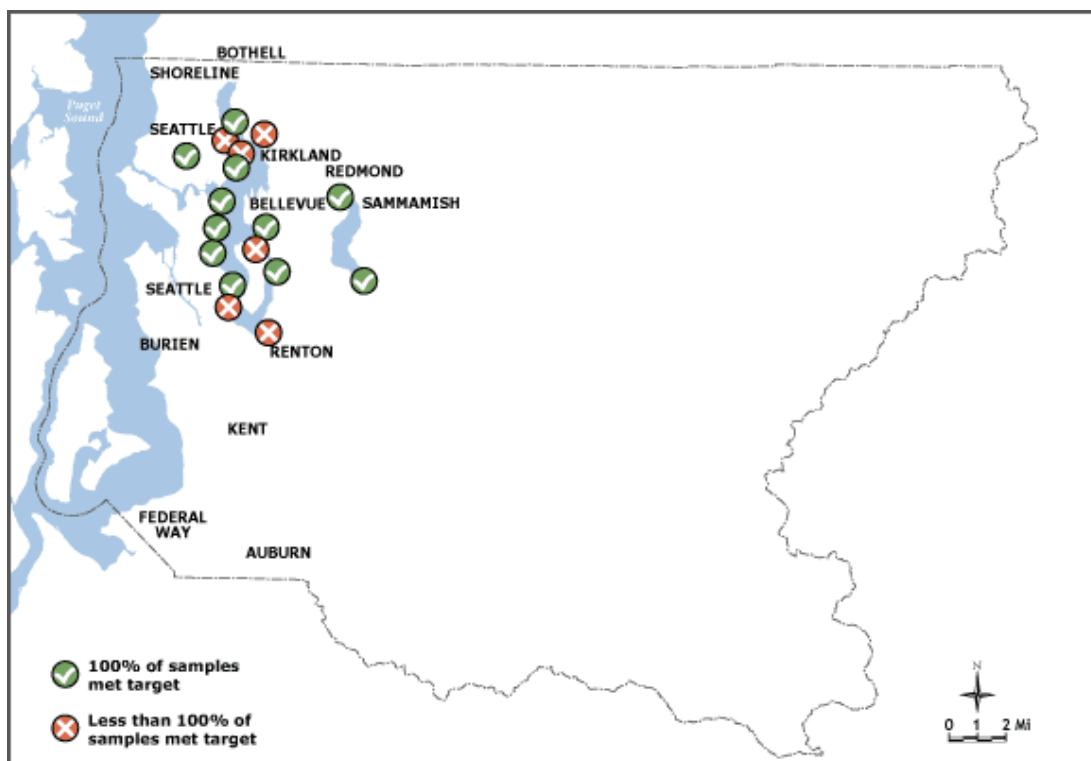 BOTHELL
SHORELINE
Puget
Sound
SEATTLE
KIRKLAND
REDMOND
BELLEVUE
SAMMAMISH
SEATTLE
BURIEN
RENTON
KENT
FEDERAL
WAY
AUBURN
100% of samples
met target
Less than 100% of
samples met target
N
0 1 2 Mi